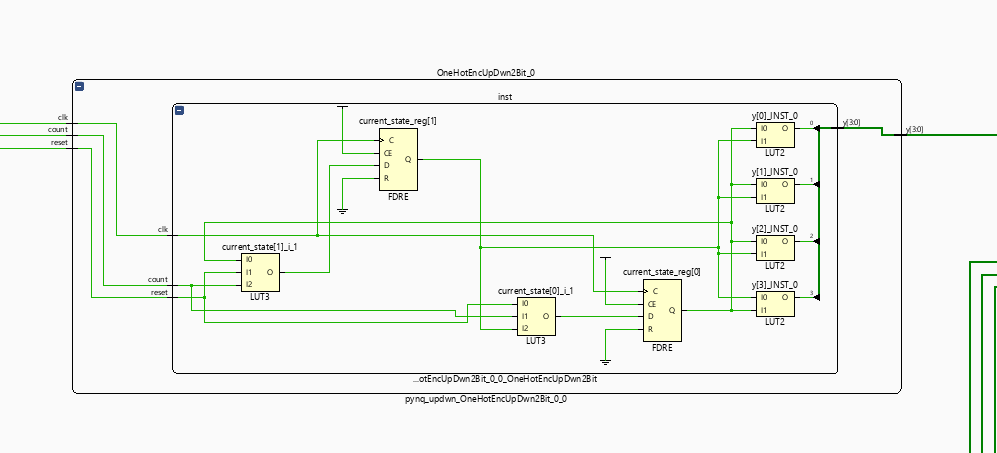 OneHotEncUpDwn2Bit_0
inst
clk
count
reset
clk
count
reset
current_state_reg[1]
C
CE
D
R
Q
FDRE
current_state[1]_i_1
I0
I1
I2
O
LUT3
current_state[0]_i_1
I0
I1
I2
O
LUT3
current_state_reg[0]
C
CE
D
R
Q
FDRE
y[0]_INST_0
I0
I1
O
LUT2
0
y[1]_INST_0
I0
I1
O
LUT2
1
y[2]_INST_0
I0
I1
O
LUT2
2
y[3]_INST_0
I0
I1
O
LUT2
3
y[3:0]
y[3:0]
...otEncUpDwn2Bit_0_0_OneHotEncUpDwn2Bit
pynq_updwn_OneHotEncUpDwn2Bit_0_0